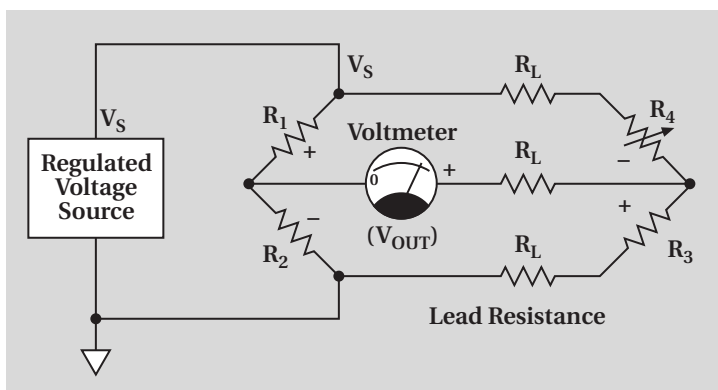 V_S
V_S
R_L
R_1
+
Voltmeter
R_4
−
Regulated
Voltage
Source
0
+
R_L
−
(V_OUT)
+
R_2
R_L
R_3
Lead Resistance